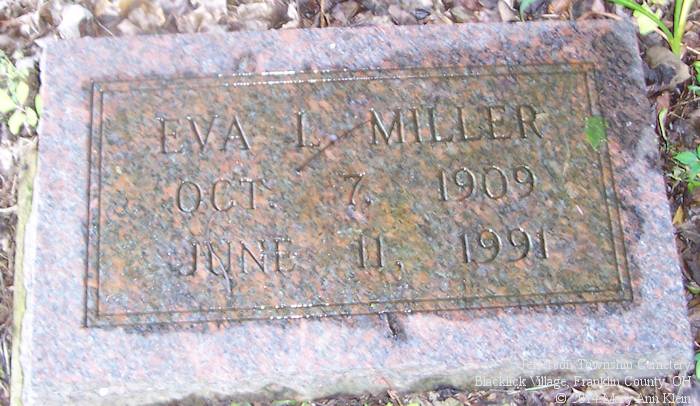 EVA L MILLER
OCT. 7, 1909
JUNE 11, 1991
Jefferson Township Cemetery
Blacklick Village, Franklin County, OH
© 2014 Mary Ann Klein